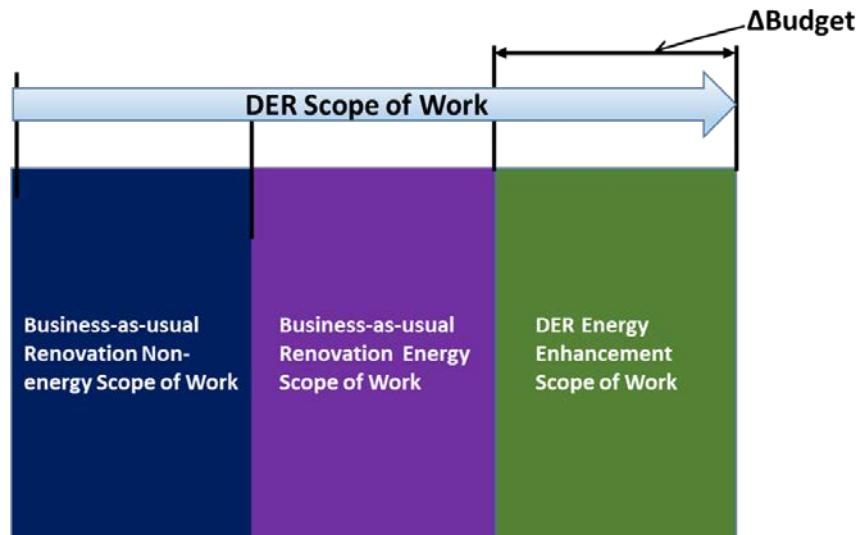 ΔBudget
DER Scope of Work
Business-as-usual
Renovation Non-
energy Scope of Work
Business-as-usual
Renovation Energy
Scope of Work
DER Energy
Enhancement
Scope of Work